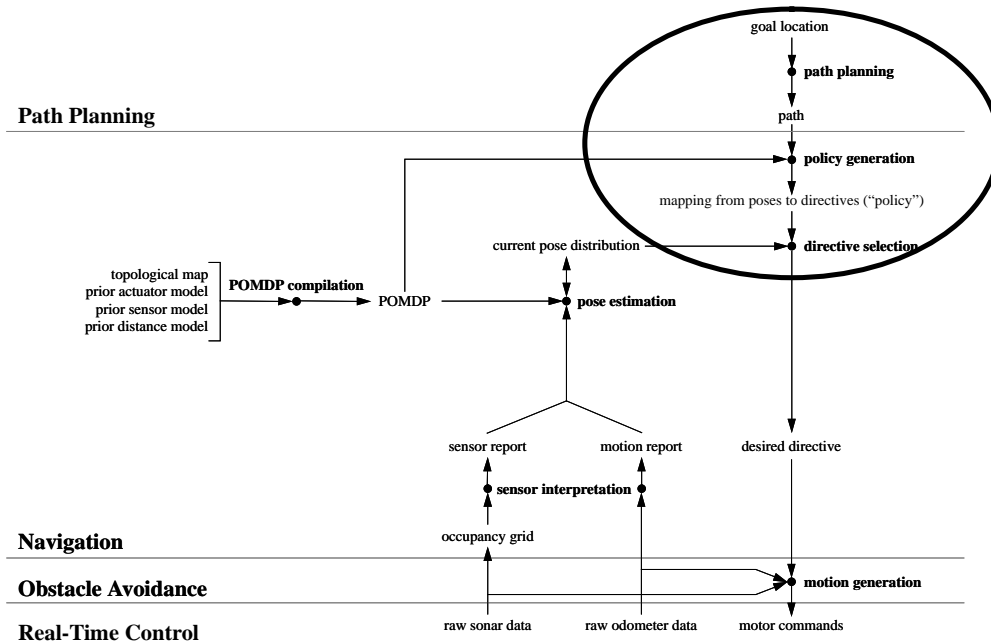 goal location
path planning
Path Planning
path
policy generation
mapping from poses to directives (“policy”)
current pose distribution
directive selection
topological map
prior actuator model
prior sensor model
prior distance model
POMDP compilation
POMDP
pose estimation
sensor report
motion report
desired directive
sensor interpretation
occupancy grid
Navigation
Obstacle Avoidance
motion generation
Real-Time Control
raw sonar data
raw odometer data
motor commands